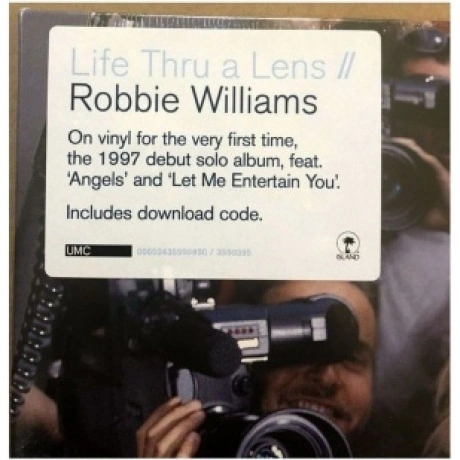 Life Thru a Lens //
Robbie Williams
On vinyl for the very first time,
the 1997 debut solo album, feat.
‘Angels’ and ‘Let Me Entertain You’.
Includes download code.
UMC
ISLAND